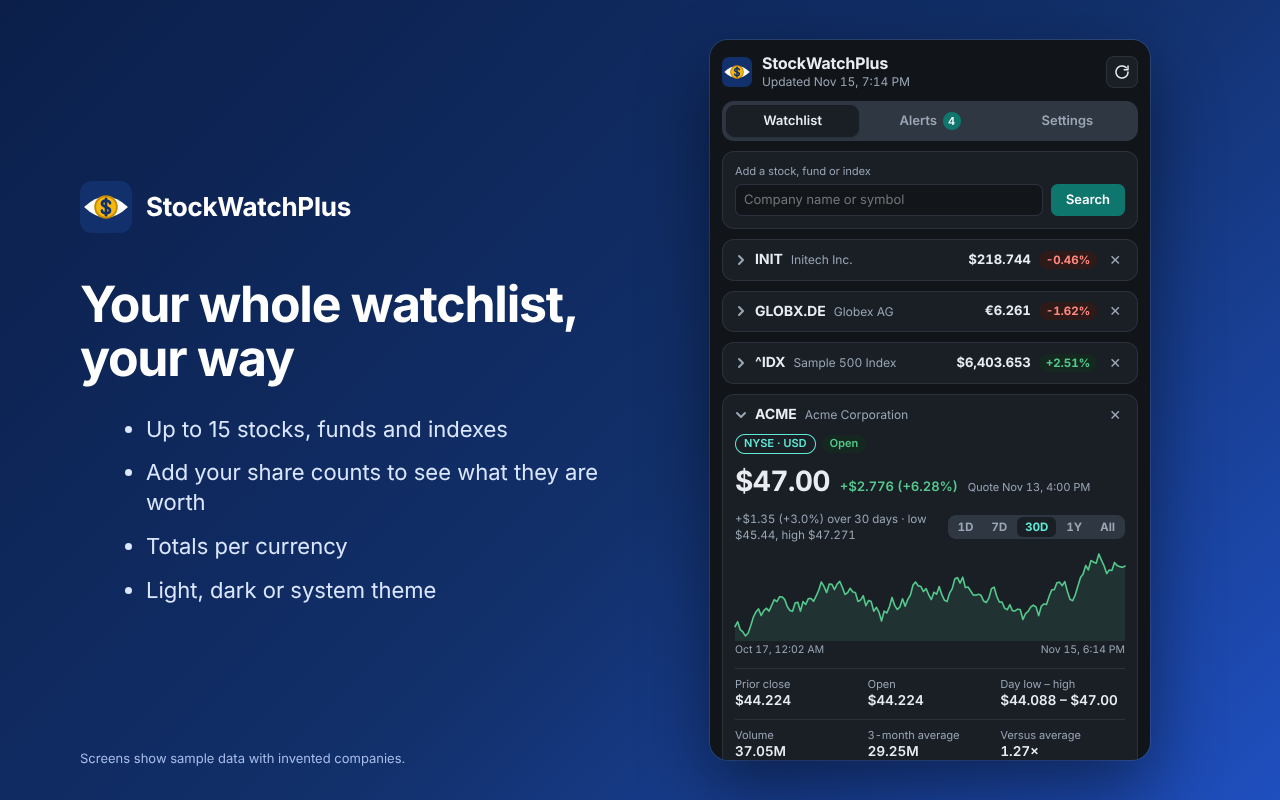 StockWatchPlus
Your whole watchlist,
your way
• Up to 15 stocks, funds and indexes
• Add your share counts to see what they are
worth
• Totals per currency
• Light, dark or system theme
Screens show sample data with invented companies.
StockWatchPlus
Updated Nov 15, 7:14 PM
Watchlist Alerts 4 Settings
Add a stock, fund or index
Company name or symbol Search
INIT Initech Inc. $218.744 -0.46% ✕
GLOBX.DE Globex AG €6.261 -1.62% ✕
^IDX Sample 500 Index $6,403.653 +2.51% ✕
ACME Acme Corporation ✕
NYSE · USD Open
$47.00 +$2.776 (+6.28%) Quote Nov 13, 4:00 PM
+$1.35 (+3.0%) over 30 days · low
$45.44, high $47.271
1D 7D 30D 1Y All
Oct 17, 12:02 AM Nov 15, 6:14 PM
Prior close Open Day low – high
$44.224 $44.224 $44.088 – $47.00
Volume 3-month average Versus average
37.05M 29.25M 1.27×